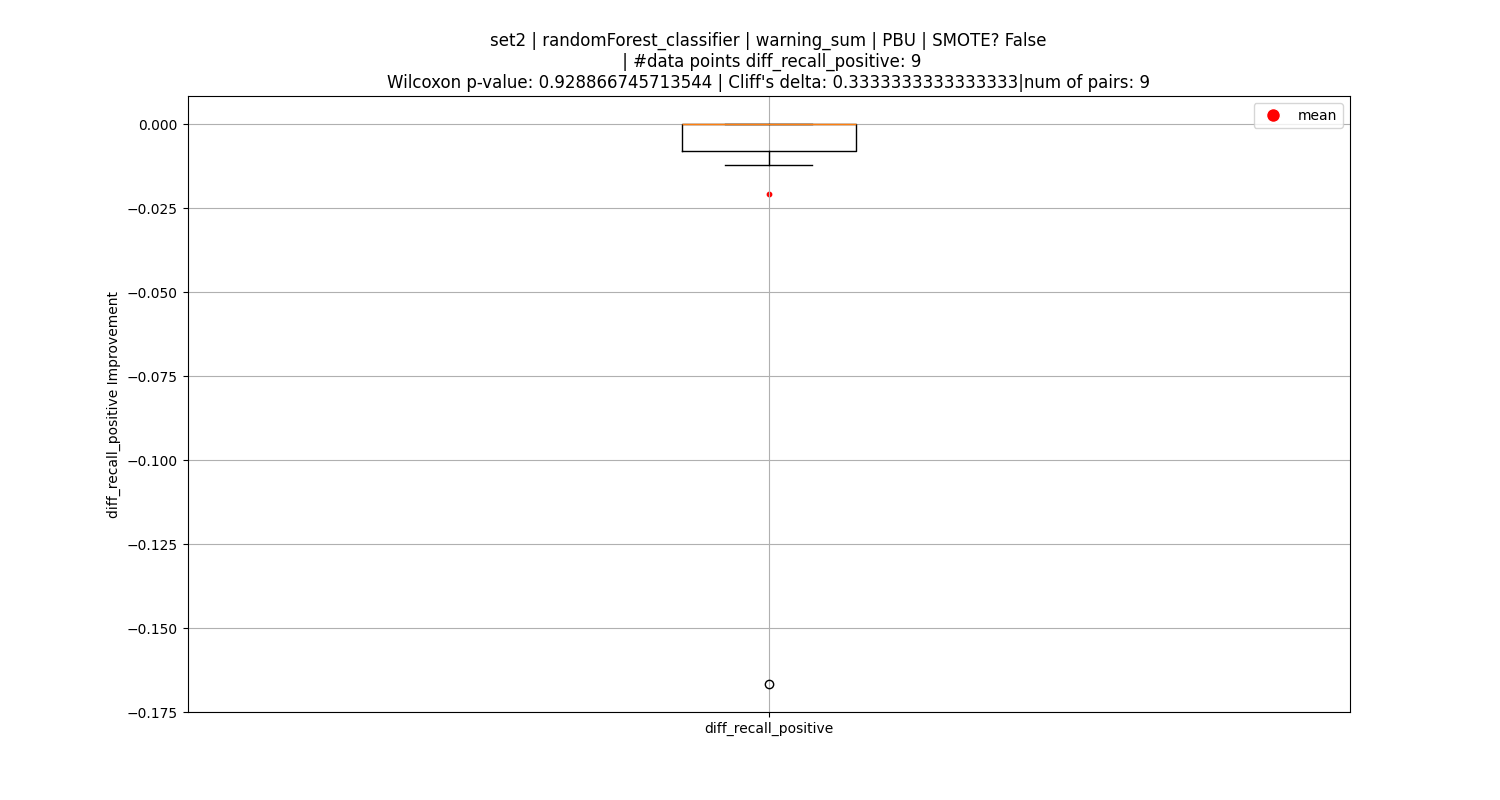 set2 | randomForest_classifier | warning_sum | PBU | SMOTE? False
| #data points diff_recall_positive: 9
Wilcoxon p-value: 0.928866745713544 | Cliff's delta: 0.3333333333333333|num of pairs: 9
mean
0.000
−0.025
−0.050
−0.075
−0.100
−0.125
−0.150
−0.175
diff_recall_positive Improvement
diff_recall_positive